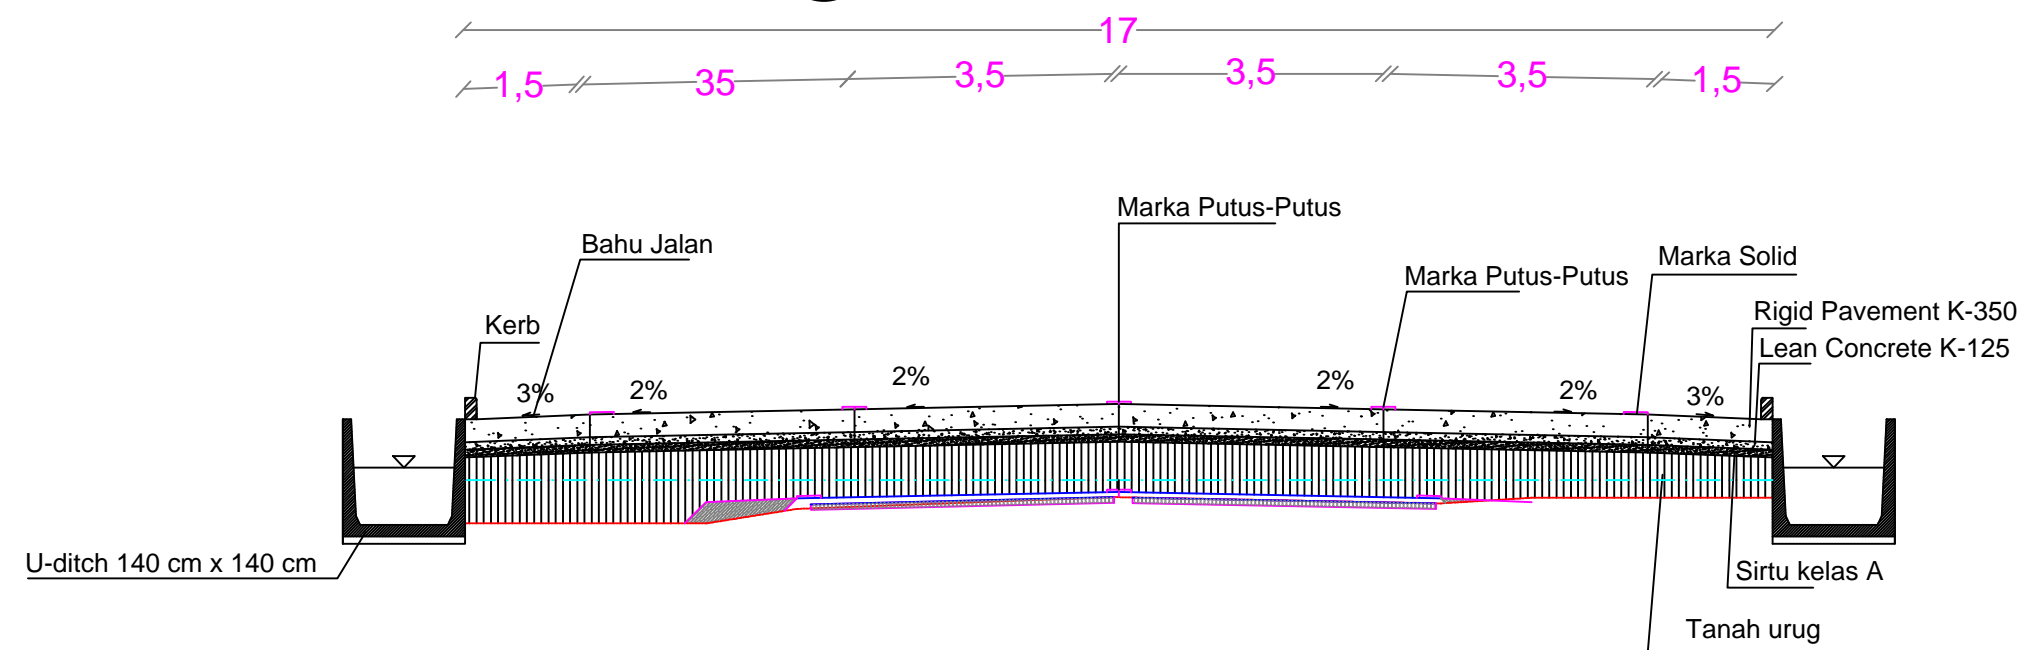 17
1,5 35 3,5 3,5 3,5 1,5
Marka Putus-Putus
Bahu Jalan
Marka Solid
Marka Putus-Putus
Rigid Pavement K-350
Kerb
Lean Concrete K-125
3% 2% 2% 2% 2% 3%
U-ditch 140 cm x 140 cm
Sirtu kelas A
Tanah urug